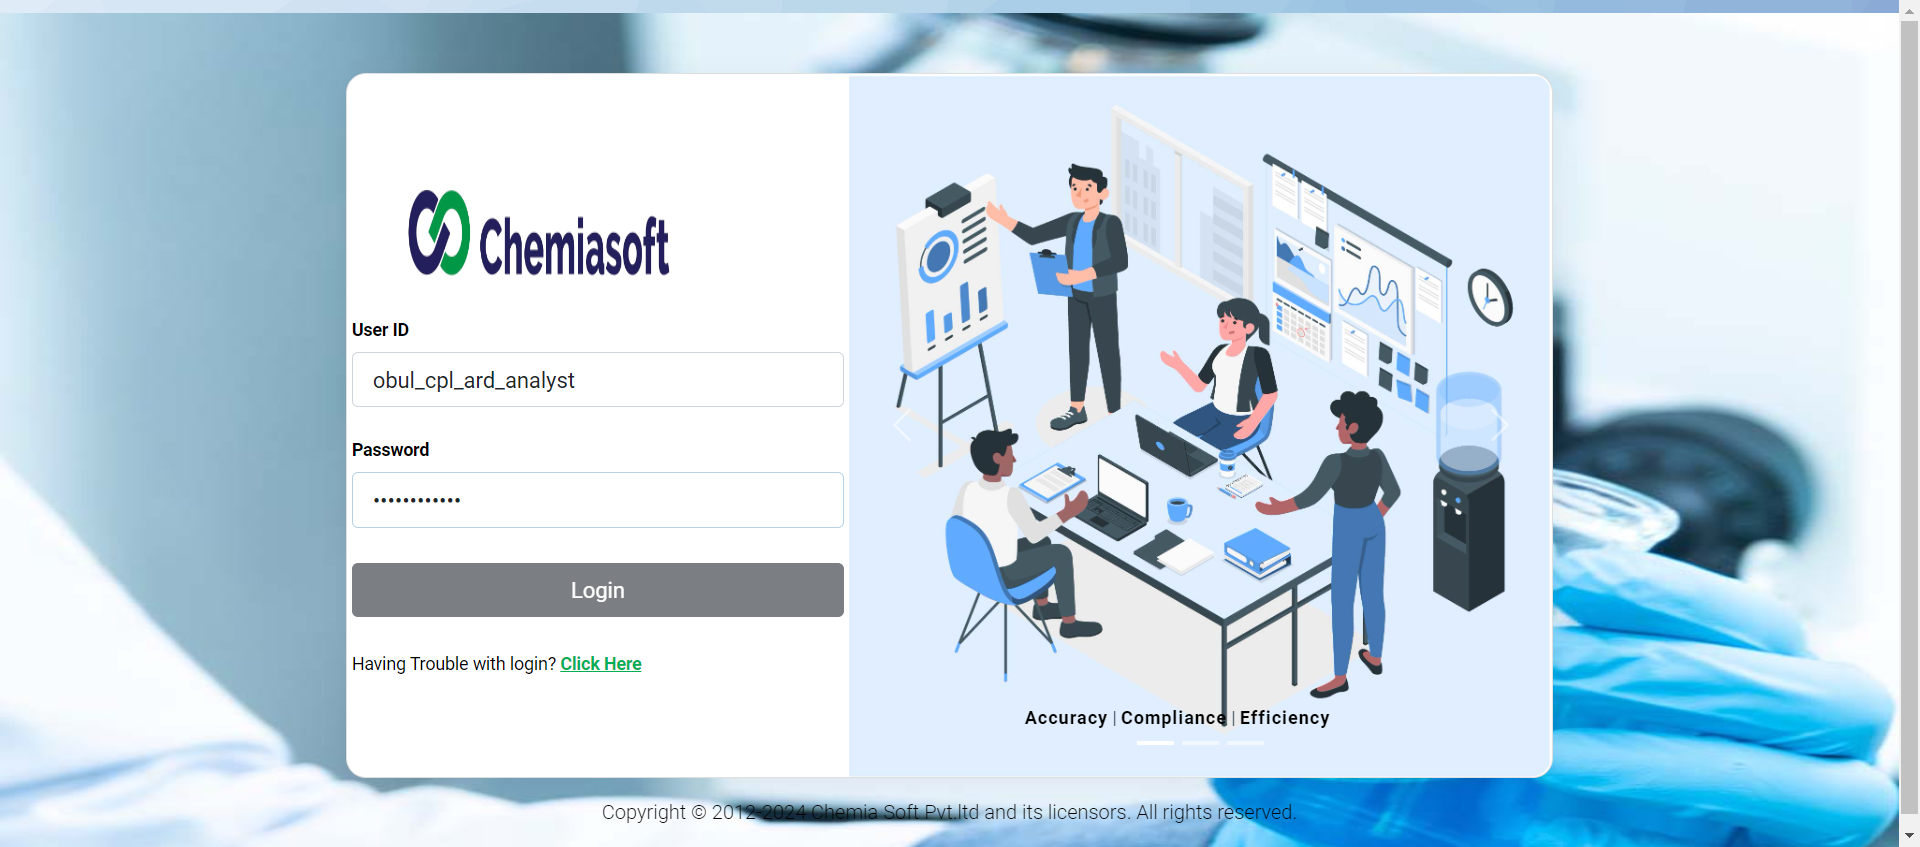 Chemiasoft
User ID
obul_cpl_ard_analyst
Password
••••••••••••
Login
Having Trouble with login? Click Here
Accuracy | Compliance | Efficiency
Copyright © 2012-2024 Chemia Soft Pvt.ltd and its licensors. All rights reserved.